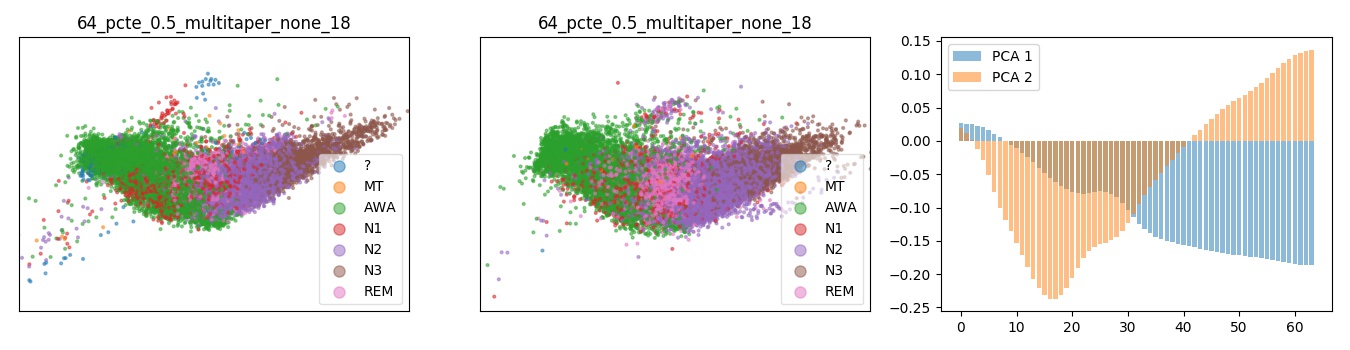 64_pcte_0.5_multitaper_none_18
?
MT
AWA
N1
N2
N3
REM
64_pcte_0.5_multitaper_none_18
?
MT
AWA
N1
N2
N3
REM
PCA 1
PCA 2
0.15
0.10
0.05
0.00
−0.05
−0.10
−0.15
−0.20
−0.25
0 10 20 30 40 50 60